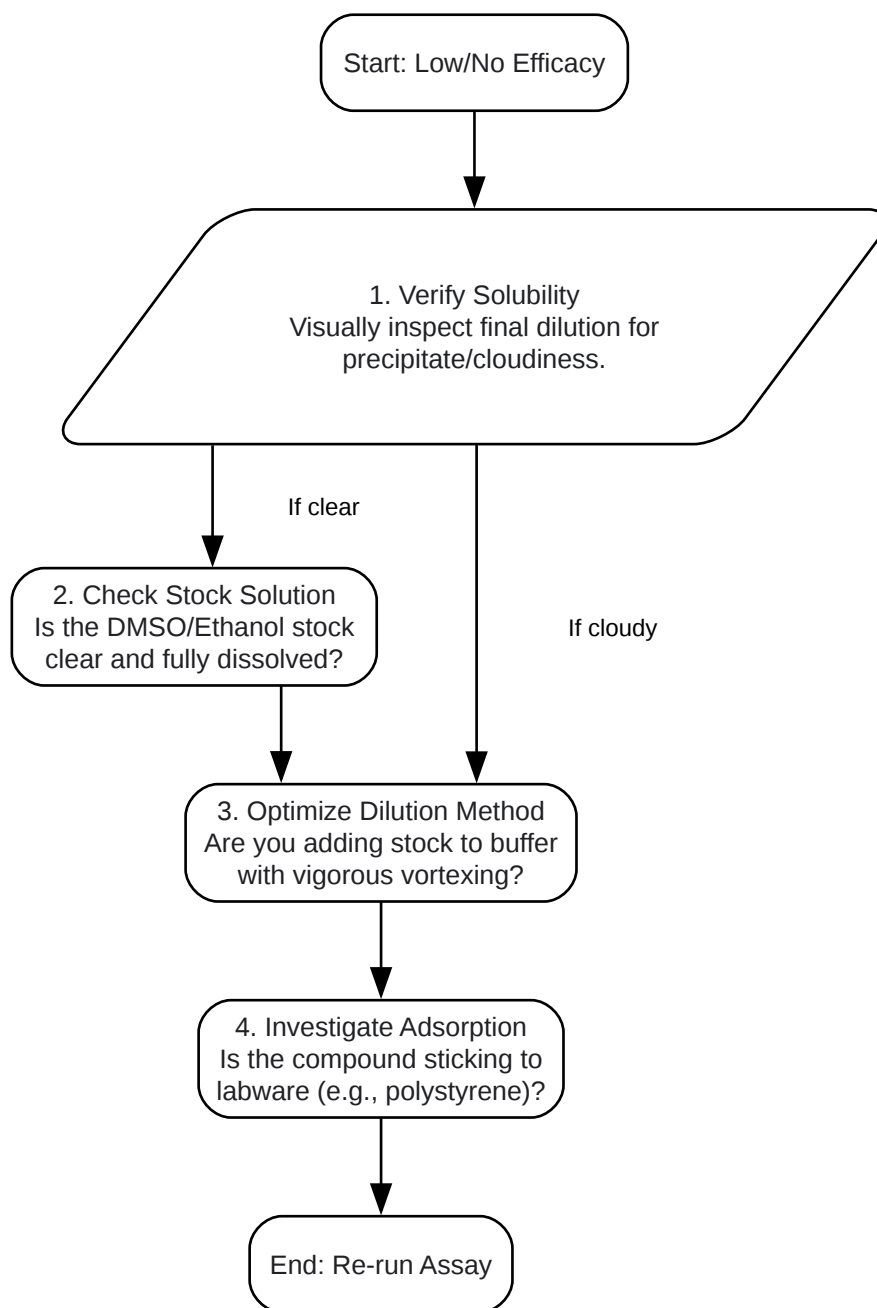 Start: Low/No Efficacy
1. Verify Solubility
Visually inspect final dilution for
precipitate/cloudiness.
If clear
2. Check Stock Solution
Is the DMSO/Ethanol stock
clear and fully dissolved?
If cloudy
3. Optimize Dilution Method
Are you adding stock to buffer
with vigorous vortexing?
4. Investigate Adsorption
Is the compound sticking to
labware (e.g., polystyrene)?
End: Re-run Assay